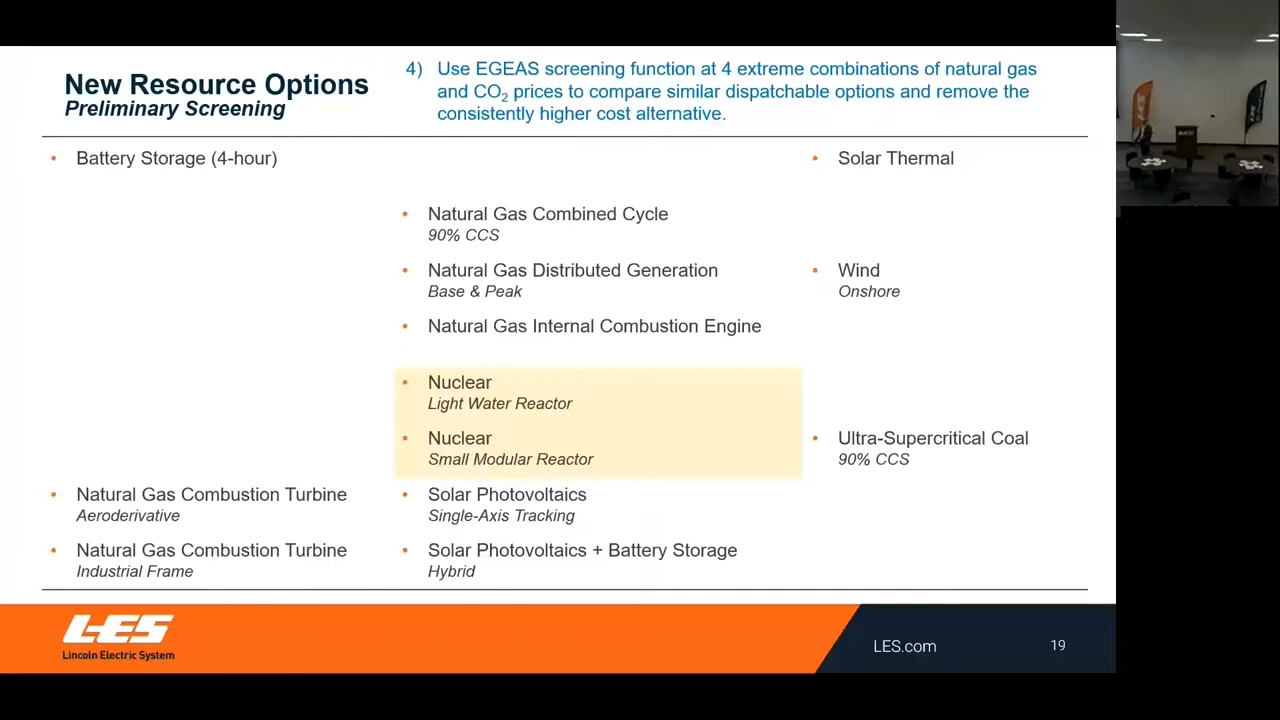 New Resource Options
Preliminary Screening
4) Use EGEAS screening function at 4 extreme combinations of natural gas
and CO₂ prices to compare similar dispatchable options and remove the
consistently higher cost alternative.
• Battery Storage (4-hour)
• Natural Gas Combustion Turbine
Aeroderivative
• Natural Gas Combustion Turbine
Industrial Frame
• Natural Gas Combined Cycle
90% CCS
• Natural Gas Distributed Generation
Base & Peak
• Natural Gas Internal Combustion Engine
• Nuclear
Light Water Reactor
• Nuclear
Small Modular Reactor
• Solar Photovoltaics
Single-Axis Tracking
• Solar Photovoltaics + Battery Storage
Hybrid
• Solar Thermal
• Wind
Onshore
• Ultra-Supercritical Coal
90% CCS
LES
Lincoln Electric System
LES.com
19
LES
LES